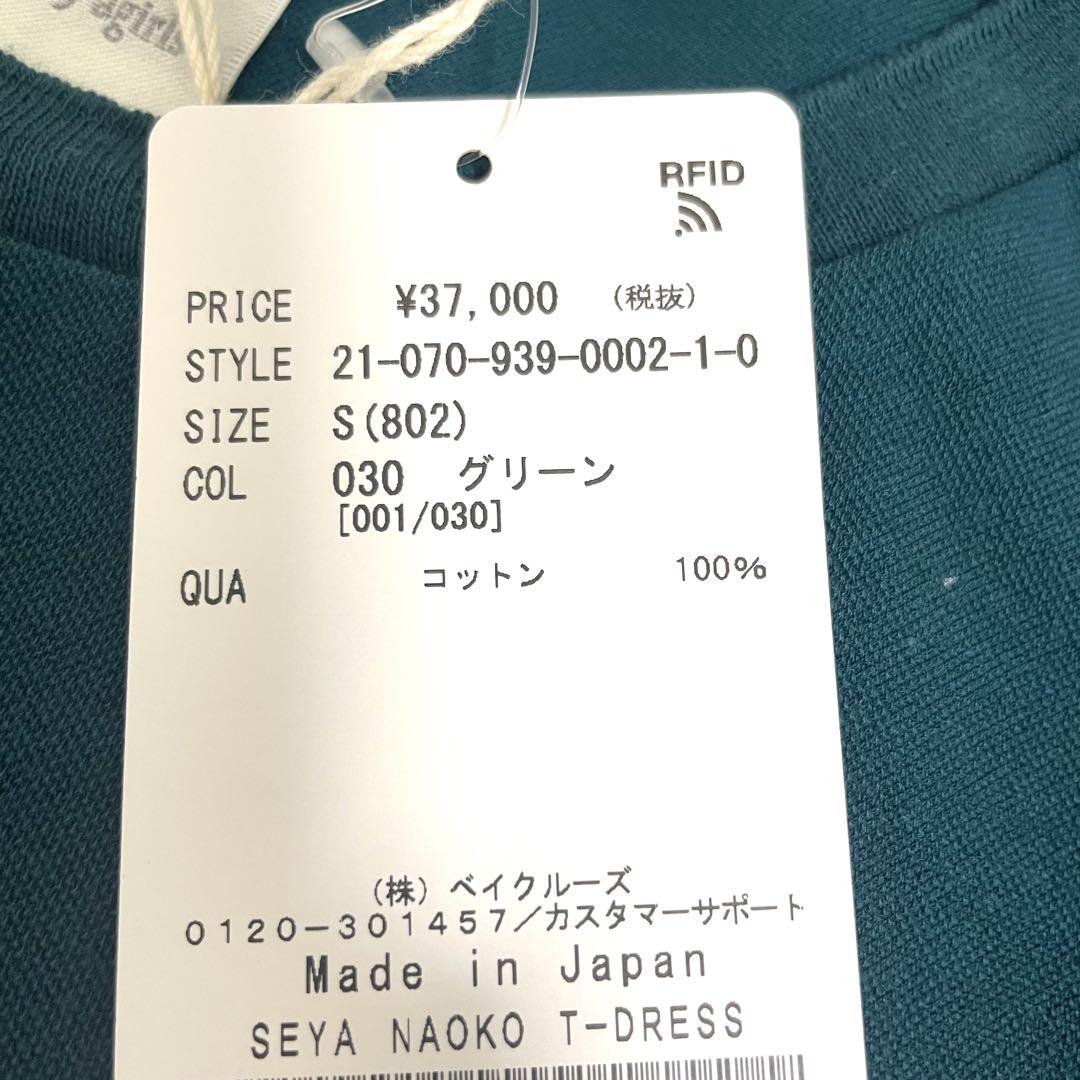 RFID
PRICE ¥37,000 (税抜)
STYLE 21-070-939-0002-1-0
SIZE S(802)
COL 030 グリーン
[001/030]
QUA コットン 100%
(株) ベイクルーズ
0120-301457/カスタマーサポート
Made in Japan
SEYA NAOKO T-DRESS